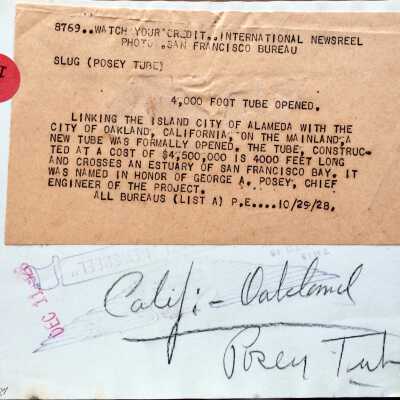 8769..WATCH YOUR CREDIT..INTERNATIONAL NEWSREEL
PHOTO .SAN FRANCISCO BUREAU
SLUG (POSEY TUBE)
4,000 FOOT TUBE OPENED.
LINKING THE ISLAND CITY OF ALAMEDA WITH THE
CITY OF OAKLAND, CALIFORNIA, ON THE MAINLAND, A
NEW TUBE WAS FORMALLY OPENED. THE TUBE, CONSTRUC-
TED AT A COST OF $4,500,000 IS 4000 FEET LONG
AND CROSSES AN ESTUARY OF SAN FRANCISCO BAY. IT
WAS NAMED IN HONOR OF GEORGE A. POSEY, CHIEF
ENGINEER OF THE PROJECT.
ALL BUREAUS (LIST A) P.E....10/29/28.
DEC 11
Calif: - Oakland
Posey Tub